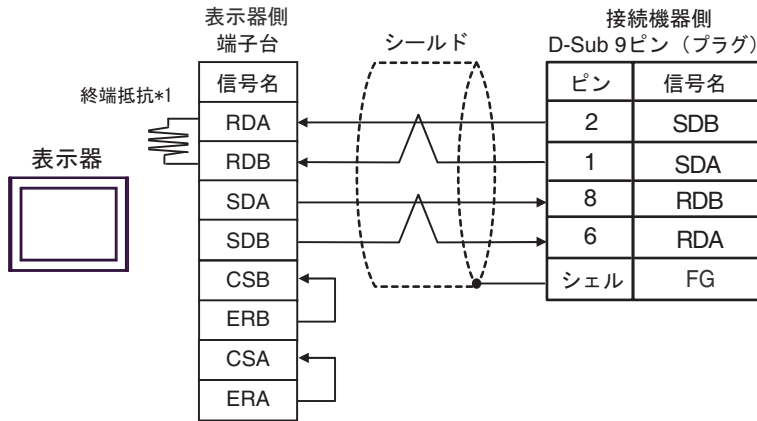 表示器側
端子台
シールド
接続機器側
D-Sub 9ピン（プラグ）
終端抵抗*1
表示器
信号名
RDA
RDB
SDA
SDB
CSB
ERB
CSA
ERA
ピン 信号名
2 SDB
1 SDA
8 RDB
6 RDA
シェル FG